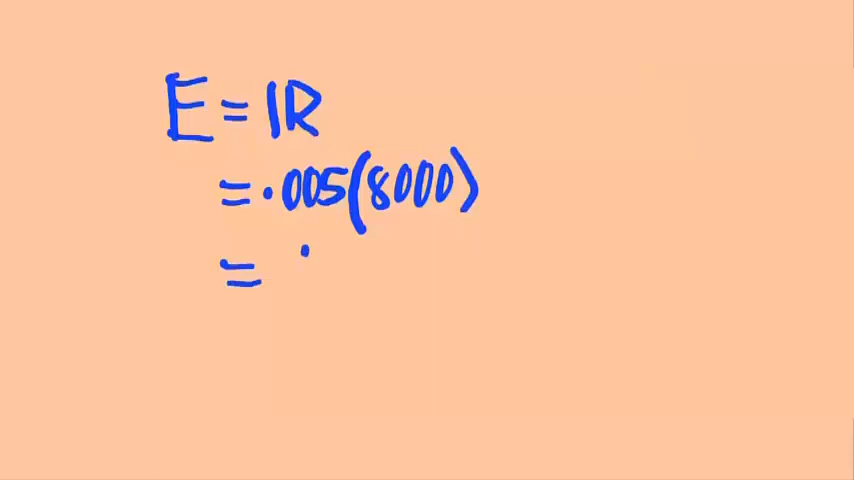 E = IR
= .005(8000)
= .